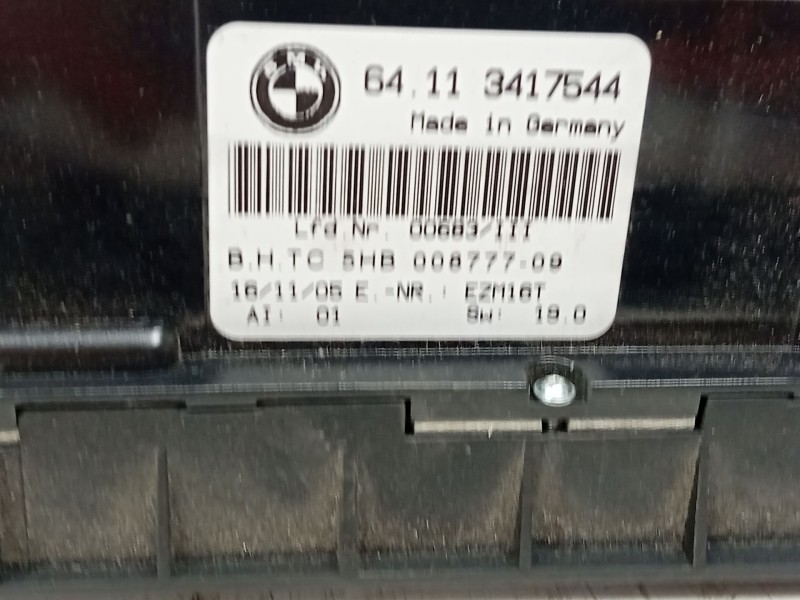 BMW
64.11 3417544
Made in Germany
Lfd.Nr. 00683/III
B.H.TC 5HB 008777-09
16/11/05 E.-NR.: EZM16T
AI: 01 SW: 19.0